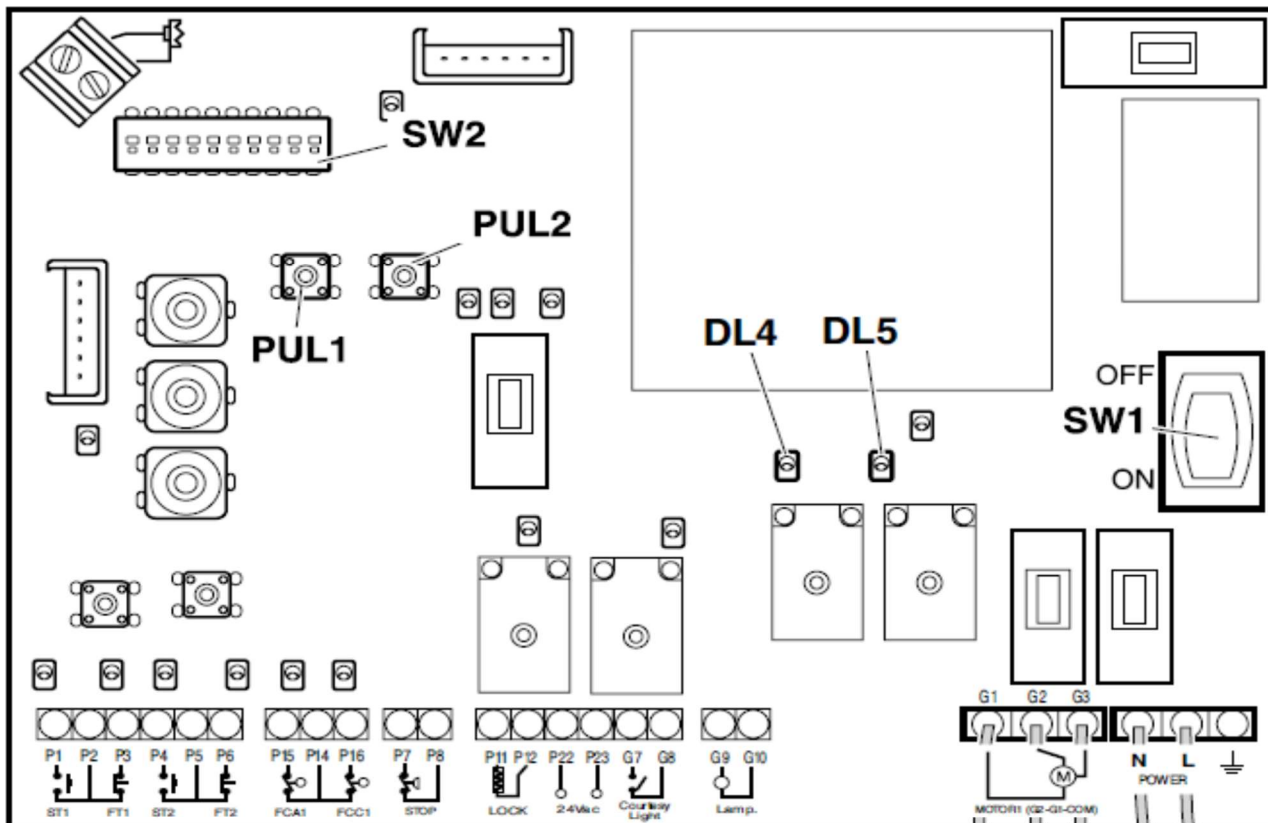 SW2
PUL2
PUL1
DL4 DL5
OFF
SW1
ON
G1 G2 G3
P1 P2 P3 P4 P5 P6 P15 P14 P16 P7 P8 P11 P12 P22 P23 G7 G8 G9 G10
N L
M
POWER
ST1 FT1 ST2 FT2 FCA1 FCC1 STOP LOCK 24Vac Courtesy Light Lamp.
MOTOR1 (G2-G1-COM)